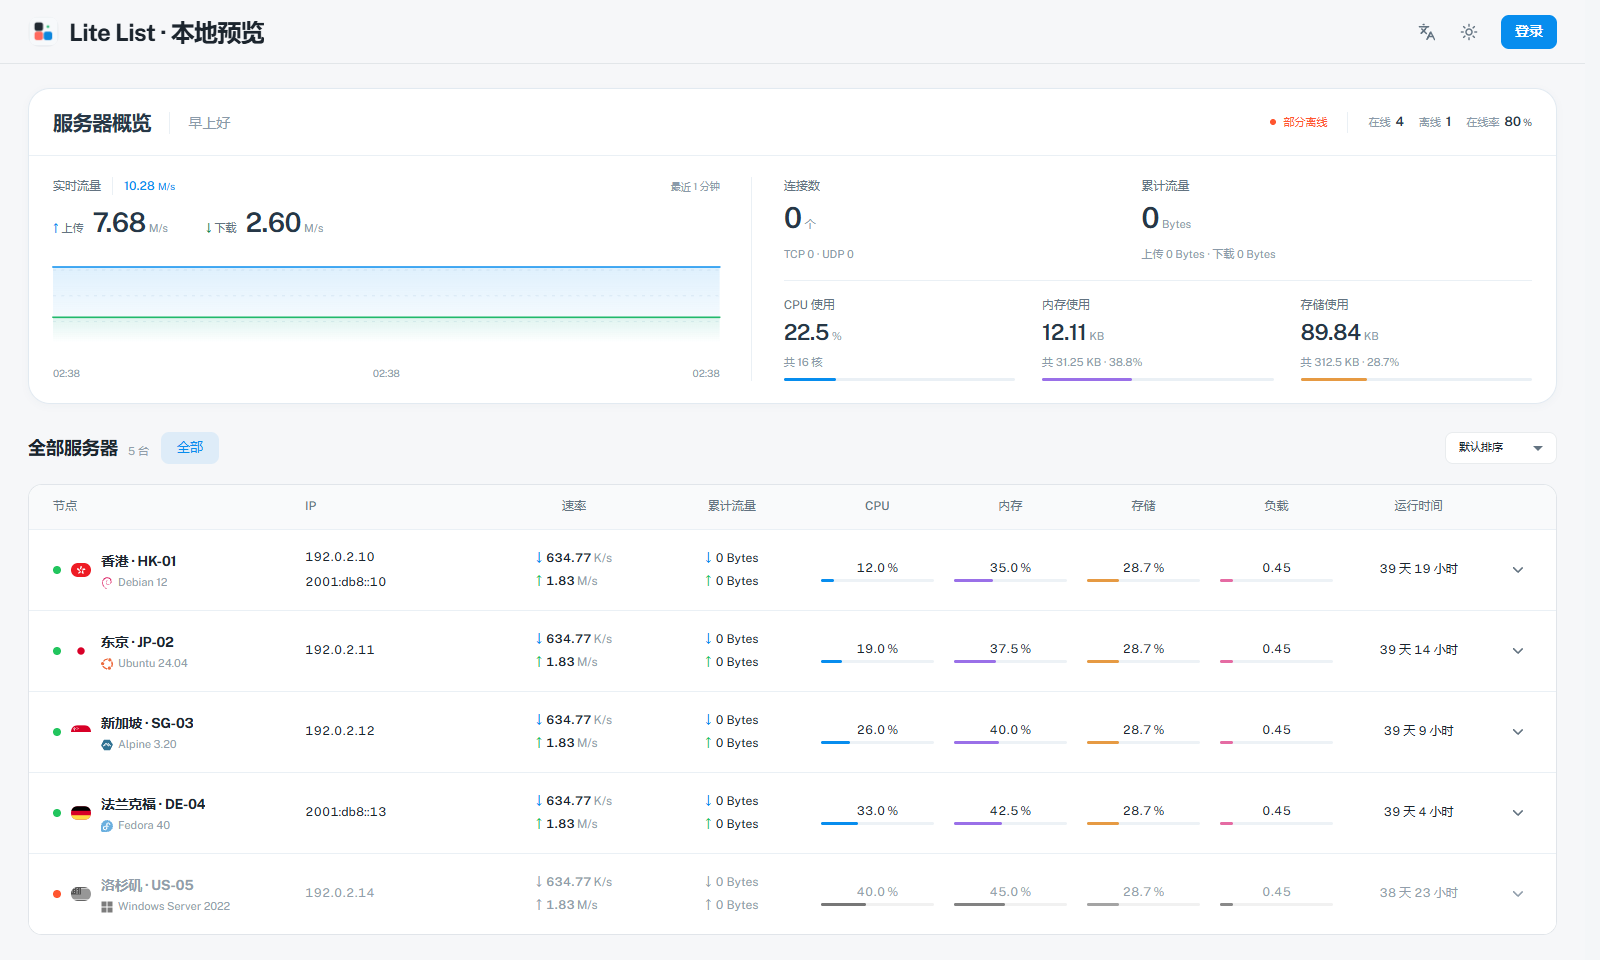 Lite List · 本地预览
登录
服务器概览
早上好
部分离线
在线 4 离线 1 在线率 80 %
实时流量 10.28 M/s
最近 1 分钟
↑ 上传 7.68 M/s ↓ 下载 2.60 M/s
02:38 02:38 02:38
连接数
0 个
TCP 0 · UDP 0
累计流量
0 Bytes
上传 0 Bytes · 下载 0 Bytes
CPU 使用
22.5 %
共 16 核
内存使用
12.11 KB
共 31.25 KB · 38.8%
存储使用
89.84 KB
共 312.5 KB · 28.7%
全部服务器 5 台 全部
默认排序
节点 IP 速率 累计流量 CPU 内存 存储 负载 运行时间
香港 · HK-01
Debian 12
192.0.2.10
2001:db8::10
↓ 634.77 K/s
↑ 1.83 M/s
↓ 0 Bytes
↑ 0 Bytes
12.0 % 35.0 % 28.7 % 0.45 39 天 19 小时
东京 · JP-02
Ubuntu 24.04
192.0.2.11
↓ 634.77 K/s
↑ 1.83 M/s
↓ 0 Bytes
↑ 0 Bytes
19.0 % 37.5 % 28.7 % 0.45 39 天 14 小时
新加坡 · SG-03
Alpine 3.20
192.0.2.12
↓ 634.77 K/s
↑ 1.83 M/s
↓ 0 Bytes
↑ 0 Bytes
26.0 % 40.0 % 28.7 % 0.45 39 天 9 小时
法兰克福 · DE-04
Fedora 40
2001:db8::13
↓ 634.77 K/s
↑ 1.83 M/s
↓ 0 Bytes
↑ 0 Bytes
33.0 % 42.5 % 28.7 % 0.45 39 天 4 小时
洛杉矶 · US-05
Windows Server 2022
192.0.2.14
↓ 634.77 K/s
↑ 1.83 M/s
↓ 0 Bytes
↑ 0 Bytes
40.0 % 45.0 % 28.7 % 0.45 38 天 23 小时